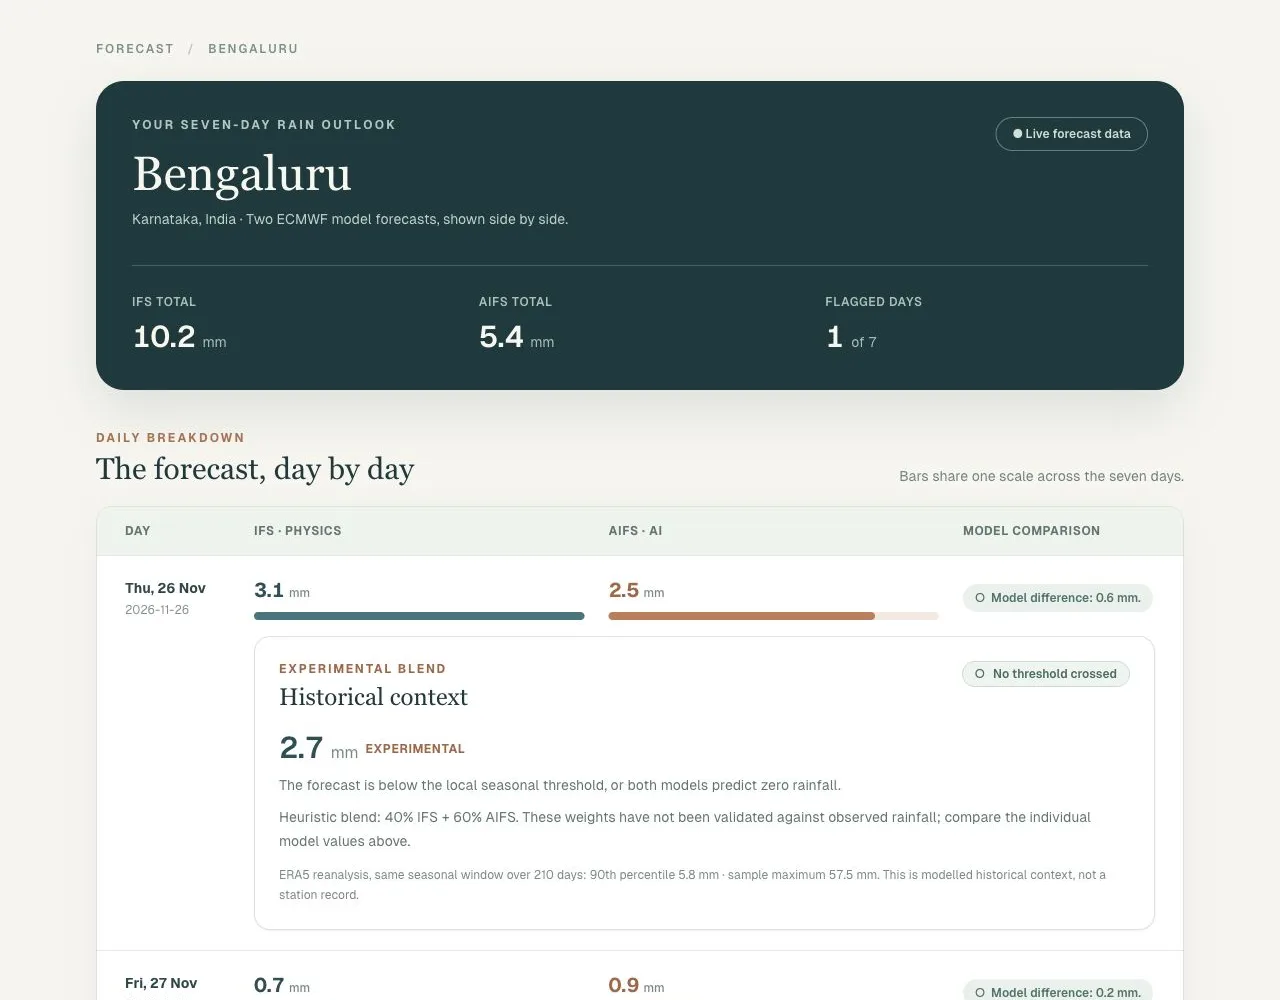 FORECAST / BENGALURU
YOUR SEVEN-DAY RAIN OUTLOOK
Live forecast data
Bengaluru
Karnataka, India · Two ECMWF model forecasts, shown side by side.
IFS TOTAL
10.2 mm
AIFS TOTAL
5.4 mm
FLAGGED DAYS
1 of 7
DAILY BREAKDOWN
The forecast, day by day
Bars share one scale across the seven days.
DAY
IFS · PHYSICS
AIFS · AI
MODEL COMPARISON
Thu, 26 Nov
2026-11-26
3.1 mm
2.5 mm
Model difference: 0.6 mm.
EXPERIMENTAL BLEND
Historical context
No threshold crossed
2.7 mm EXPERIMENTAL
The forecast is below the local seasonal threshold, or both models predict zero rainfall.
Heuristic blend: 40% IFS + 60% AIFS. These weights have not been validated against observed rainfall; compare the individual
model values above.
ERA5 reanalysis, same seasonal window over 210 days: 90th percentile 5.8 mm · sample maximum 57.5 mm. This is modelled historical context, not a
station record.
Fri, 27 Nov
0.7 mm
0.9 mm
Model difference: 0.2 mm.